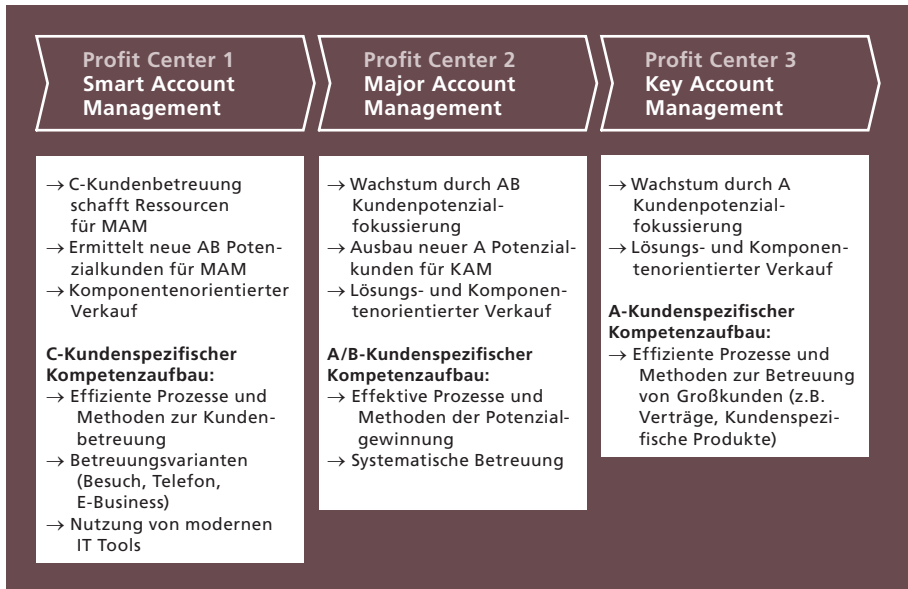 Profit Center 1
Smart Account
Management
→ C-Kundenbetreuung
schafft Ressourcen
für MAM
→ Ermittelt neue AB Poten-
zialkunden für MAM
→ Komponentenorientierter
Verkauf
C-Kundenspezifischer
Kompetenzaufbau:
→ Effiziente Prozesse und
Methoden zur Kunden-
betreuung
→ Betreuungsvarianten
(Besuch, Telefon,
E-Business)
→ Nutzung von modernen
IT Tools
Profit Center 2
Major Account
Management
→ Wachstum durch AB
Kundenpotenzial-
fokussierung
→ Ausbau neuer A Potenzial-
kunden für KAM
→ Lösungs- und Komponen-
tenorientierter Verkauf
A/B-Kundenspezifischer
Kompetenzaufbau:
→ Effektive Prozesse und
Methoden der Potenzial-
gewinnung
→ Systematische Betreuung
Profit Center 3
Key Account
Management
→ Wachstum durch A
Kundenpotenzial-
fokussierung
→ Lösungs- und Komponen-
tenorientierter Verkauf
A-Kundenspezifischer
Kompetenzaufbau:
→ Effiziente Prozesse und
Methoden zur Betreuung
von Großkunden (z.B.
Verträge, Kundenspezi-
fische Produkte)